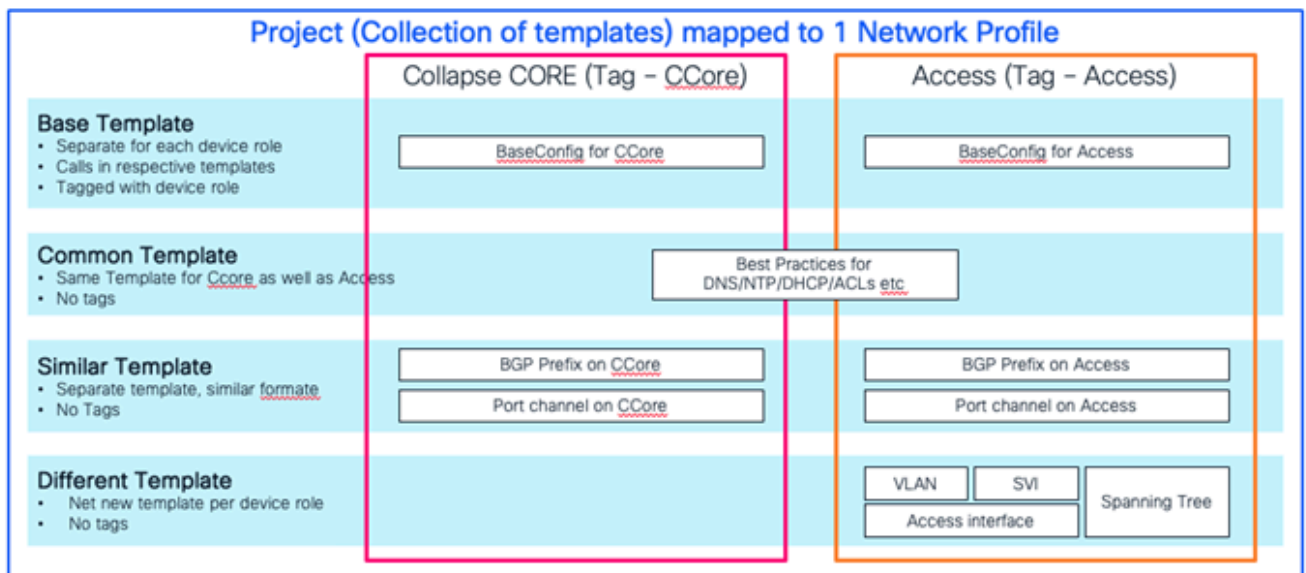 Project (Collection of templates) mapped to 1 Network Profile
Collapse CORE (Tag – CCore)
Access (Tag – Access)
Base Template
• Separate for each device role
• Calls in respective templates
• Tagged with device role
BaseConfig for CCore
BaseConfig for Access
Common Template
• Same Template for Ccore as well as Access
• No tags
Best Practices for
DNS/NTP/DHCP/ACLs etc
Similar Template
• Separate template, similar formate
• No Tags
BGP Prefix on CCore
Port channel on CCore
BGP Prefix on Access
Port channel on Access
Different Template
• Net new template per device role
• No tags
VLAN
SVI
Access interface
Spanning Tree